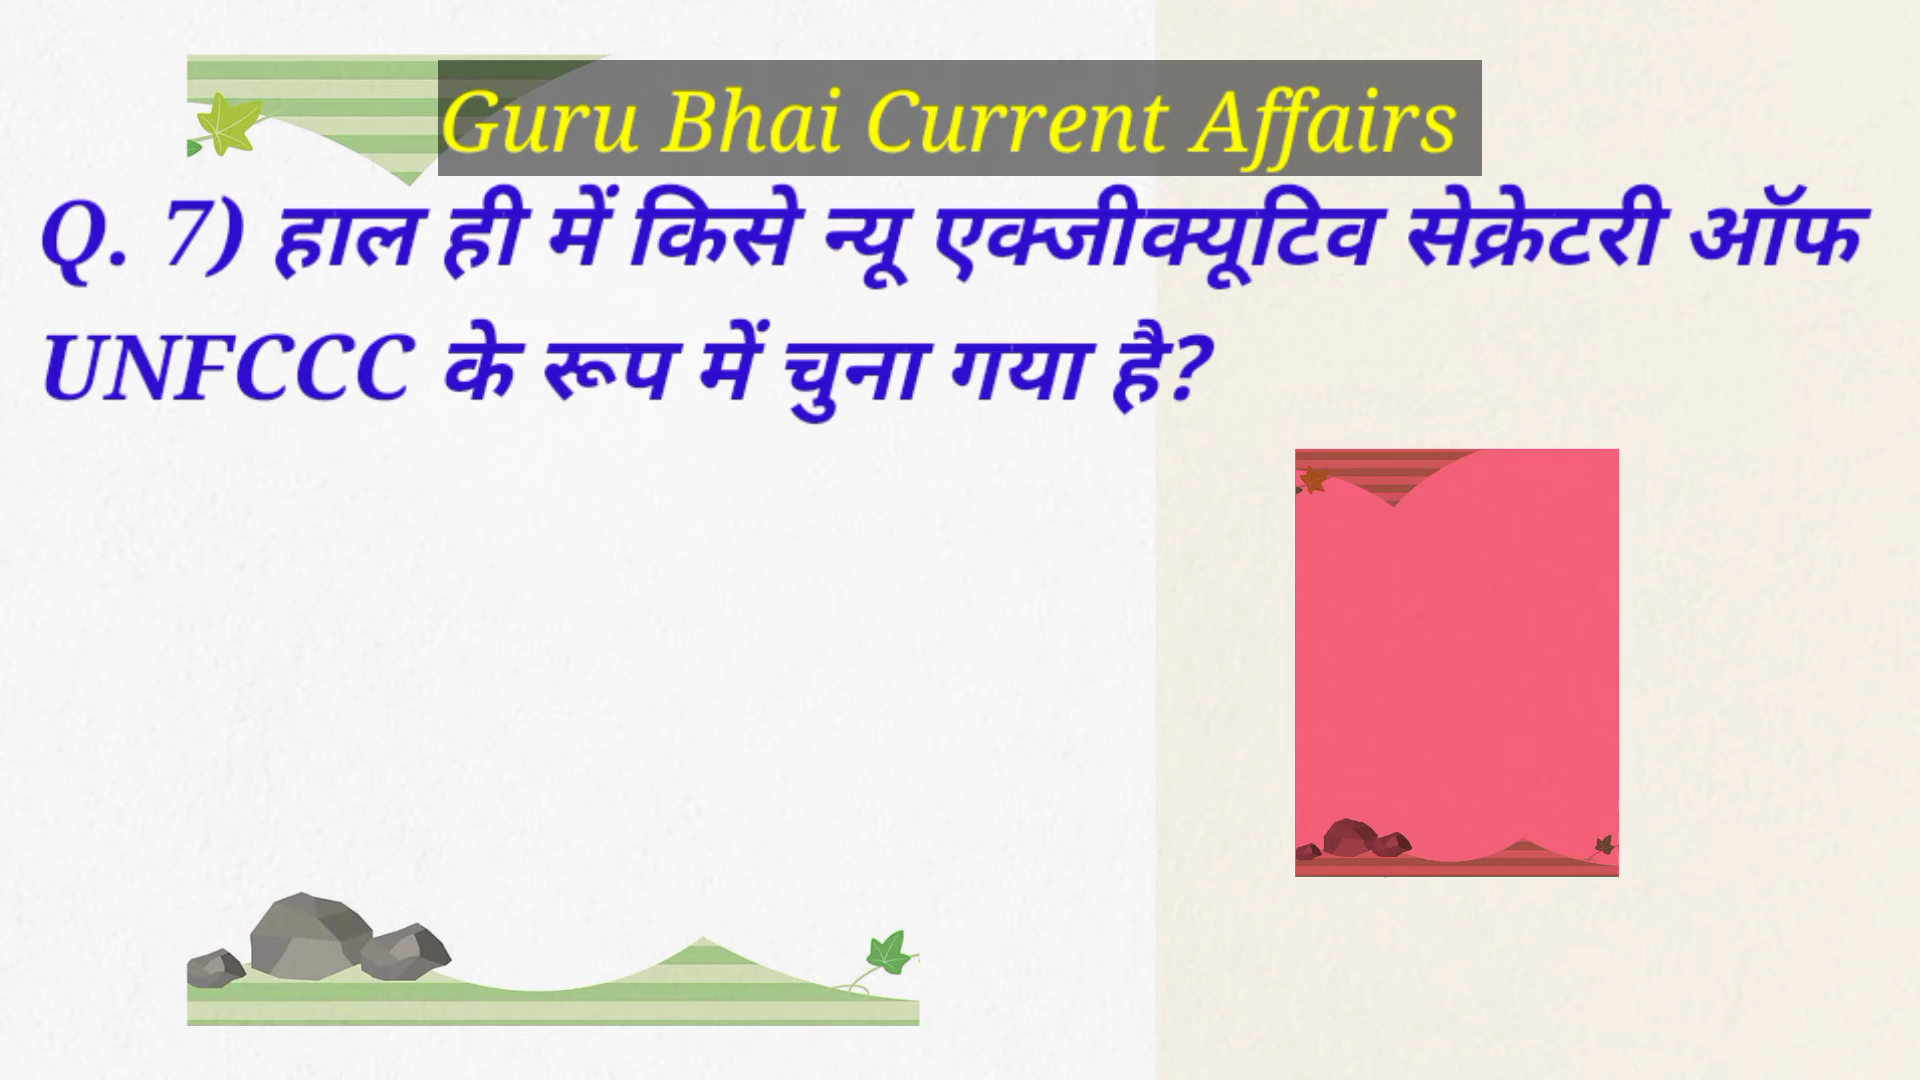 Guru Bhai Current Affairs
Q. 7) हाल ही में किसे न्यू एक्जीक्यूटिव सेक्रेटरी ऑफ
UNFCCC के रूप में चुना गया है?